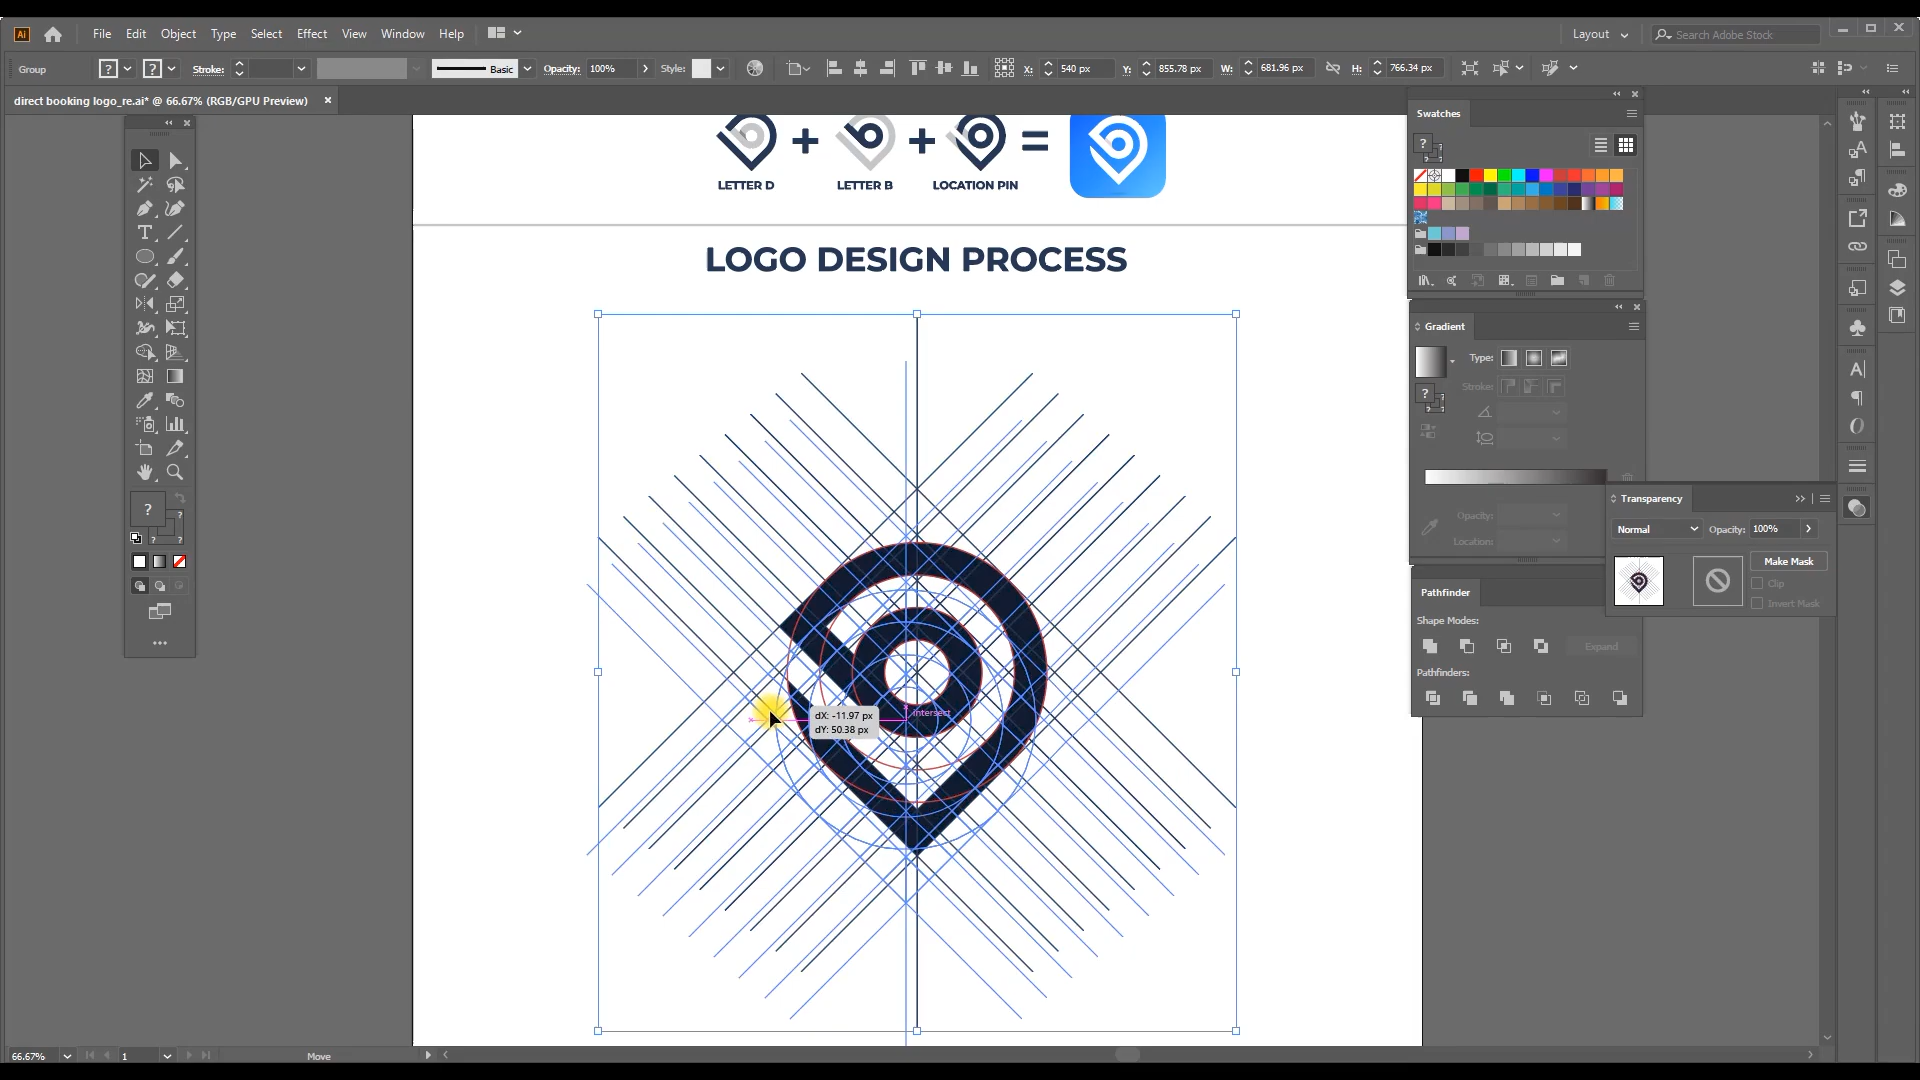 Ai
File Edit Object Type Select Effect View Window Help
Layout
Search Adobe Stock
Group
?
?
Stroke:
Basic
Opacity: 100%
Style:
X: 540 px
Y: 855.78 px
W: 681.96 px
H: 766.34 px
direct booking logo_re.ai* @ 66.67% (RGB/GPU Preview)
LETTER D
+
LETTER B
+
LOCATION PIN
=
LOGO DESIGN PROCESS
dX: -11.97 px
dY: 50.38 px
intersect
Swatches
?
Gradient
Type:
Stroke:
?
Opacity:
Location:
Transparency
Normal
Opacity: 100%
Make Mask
Clip
Invert Mask
Pathfinder
Shape Modes:
Expand
Pathfinders:
?
?
?
66.67%
1
Move